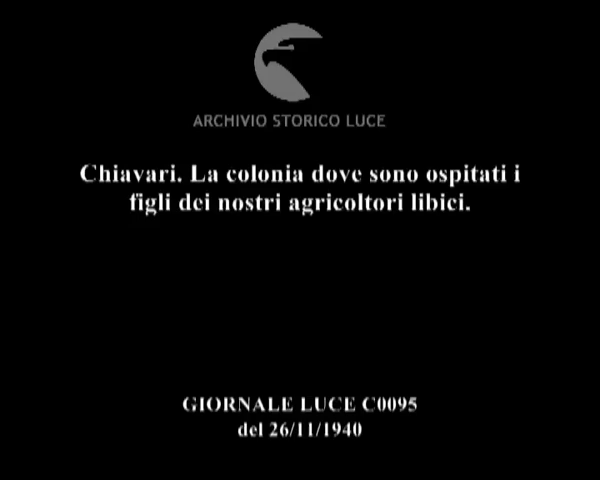 ARCHIVIO STORICO LUCE
Chiavari. La colonia dove sono ospitati i
figli dei nostri agricoltori libici.
GIORNALE LUCE C0095
del 26/11/1940